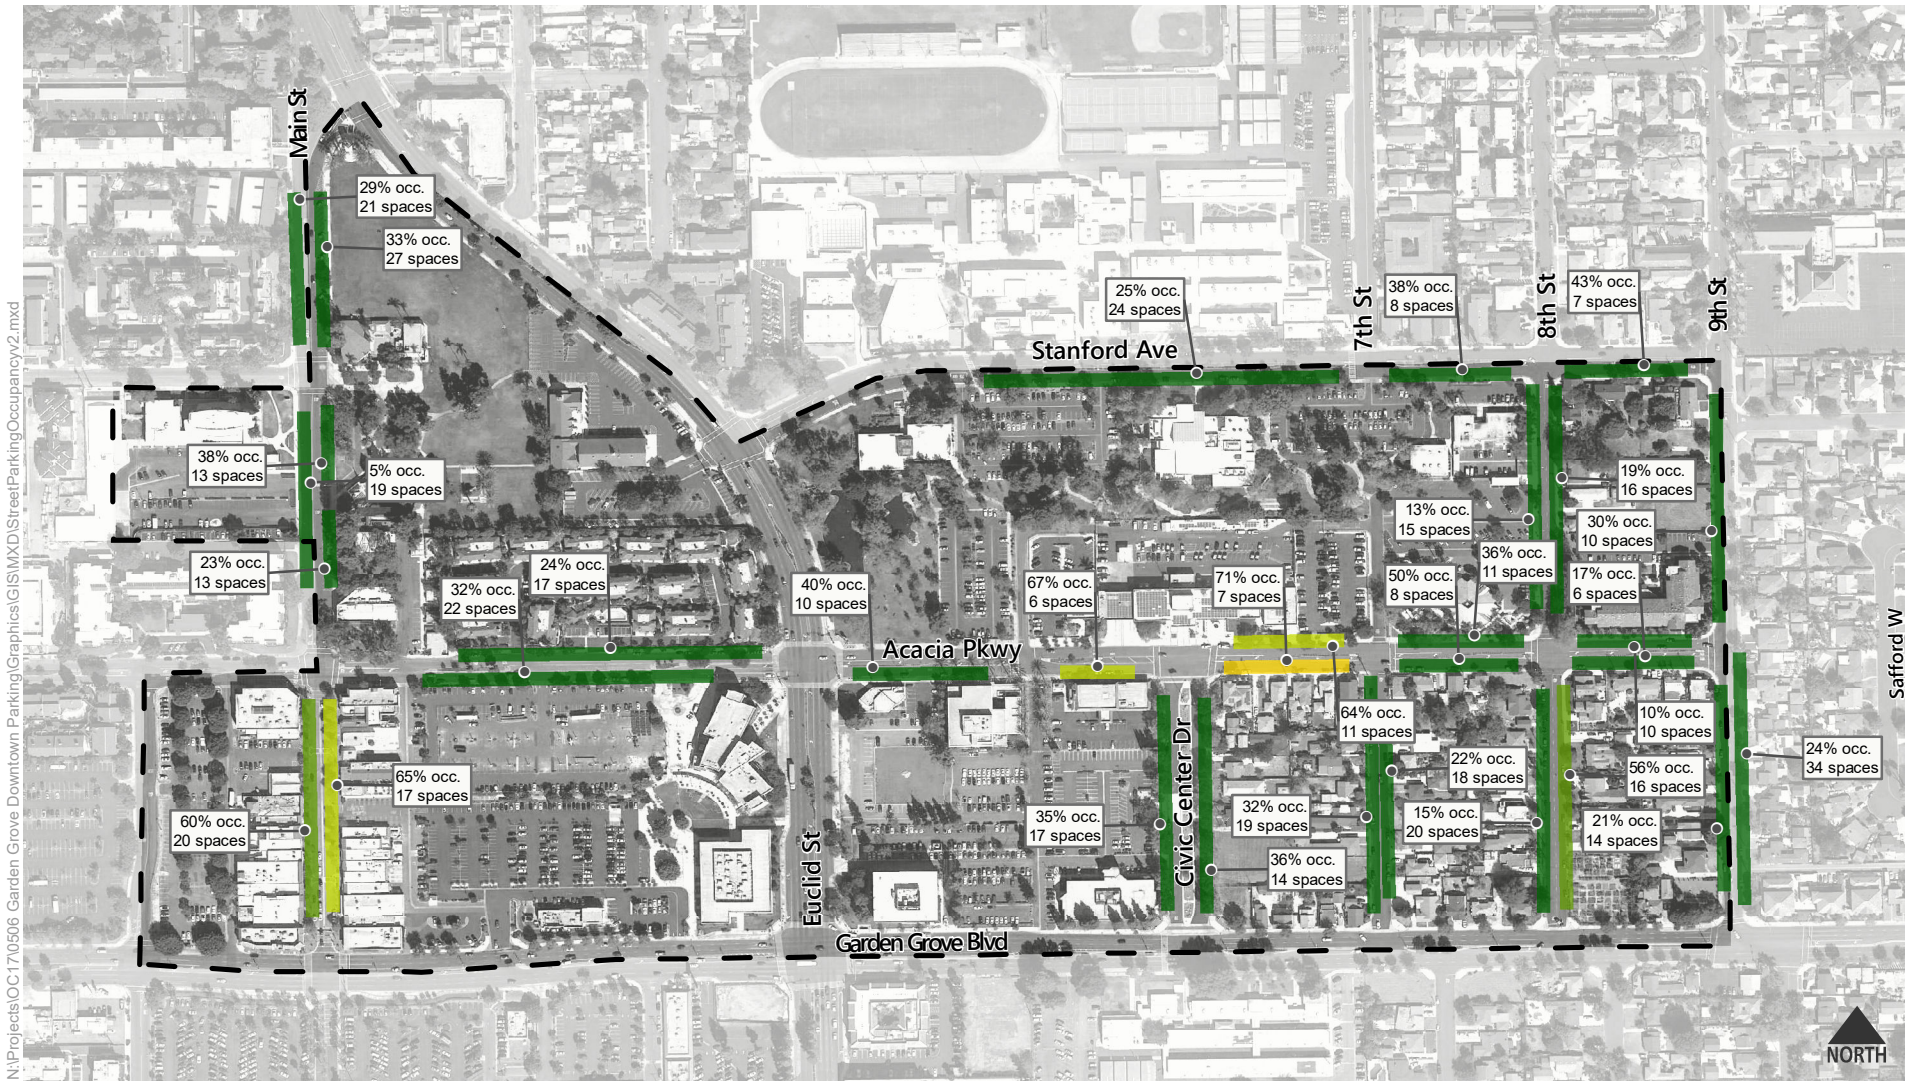 Main St
29% occ.
21 spaces
33% occ.
27 spaces
25% occ.
24 spaces
38% occ.
8 spaces
43% occ.
7 spaces
7th St
8th St
9th St
Stanford Ave
38% occ.
13 spaces
5% occ.
19 spaces
19% occ.
16 spaces
13% occ.
15 spaces
30% occ.
10 spaces
23% occ.
13 spaces
24% occ.
17 spaces
32% occ.
22 spaces
40% occ.
10 spaces
67% occ.
6 spaces
71% occ.
7 spaces
36% occ.
11 spaces
50% occ.
8 spaces
17% occ.
6 spaces
Acacia Pkwy
Safford W
64% occ.
11 spaces
10% occ.
10 spaces
24% occ.
34 spaces
65% occ.
17 spaces
22% occ.
18 spaces
56% occ.
16 spaces
60% occ.
20 spaces
35% occ.
17 spaces
32% occ.
19 spaces
15% occ.
20 spaces
21% occ.
14 spaces
36% occ.
14 spaces
Civic Center Dr
Euclid St
Garden Grove Blvd
NORTH
N:\Projects\OC17\0506 Garden Grove Downtown Parking\Graphics\GIS\MXD\StreetParkingOccupancyv2.mxd